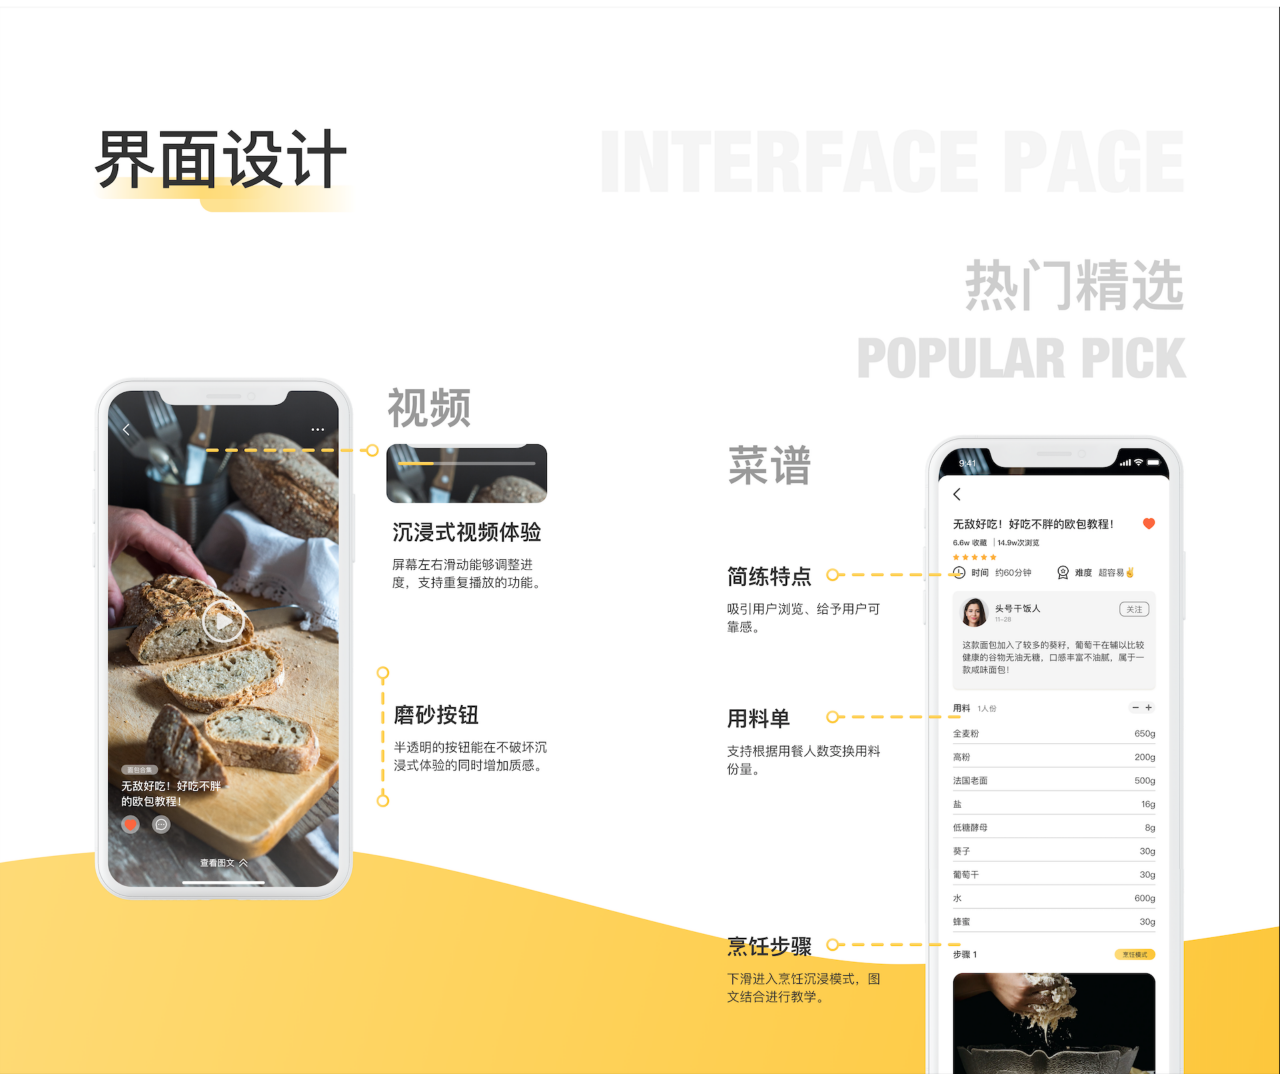 界面设计
INTERFACE PAGE
热门精选
POPULAR PICK
视频
沉浸式视频体验
屏幕左右滑动能够调整进
度，支持重复播放的功能。
磨砂按钮
半透明的按钮能在不破坏沉
浸式体验的同时增加质感。
面包合集
无敌好吃！好吃不胖
的欧包教程！
查看图文
菜谱
简练特点
吸引用户浏览、给予用户可
靠感。
用料单
支持根据用餐人数变换用料
份量。
烹饪步骤
下滑进入烹饪沉浸模式，图
文结合进行教学。
9:41
无敌好吃！好吃不胖的欧包教程！
6.6w 收藏 | 14.9w次浏览
时间 约60分钟 难度 超容易✌
头号干饭人 关注
11-28
这款面包加入了较多的葵籽，葡萄干在辅以比较
健康的谷物无油无糖，口感丰富不油腻，属于一
款咸味面包！
用料 1人份 − +
全麦粉 650g
高粉 200g
法国老面 500g
盐 16g
低糖酵母 8g
葵子 30g
葡萄干 30g
水 600g
蜂蜜 30g
步骤 1 烹饪模式